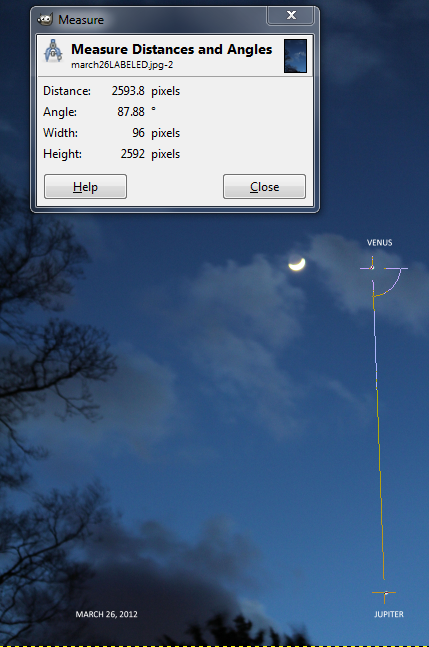 Measure
Measure Distances and Angles
march26LABELED.jpg-2
Distance: 2593.8 pixels
Angle: 87.88 °
Width: 96 pixels
Height: 2592 pixels
Help Close
VENUS
MARCH 26, 2012 JUPITER